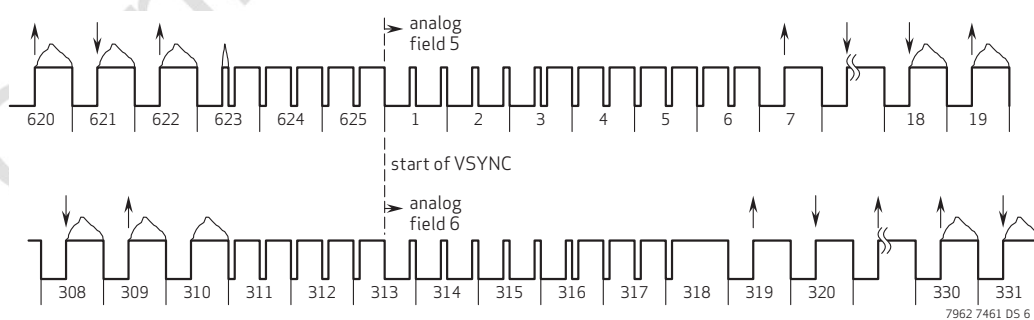 analog
field 5
620 621 622 623 624 625 1 2 3 4 5 6 7 18 19
start of VSYNC
analog
field 6
308 309 310 311 312 313 314 315 316 317 318 319 320 330 331
7962 7461 DS 6